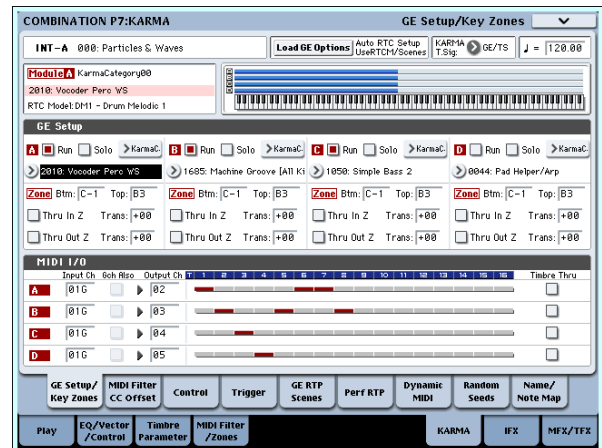 COMBINATION P7:KARMA GE Setup/Key Zones
INT-A 000: Particles & Waves Load GE Options Auto RTC Setup UseRTCM/Scenes KARMA T.Sig: GE/TS ♩ = 120.00
Module A KarmaCategory00
2010: Vocoder Perc WS
RTC Model: DM1 - Drum Melodic 1
A B C D
GE Setup
A Run Solo KarmaC. B Run Solo KarmaC. C Run Solo KarmaC. D Run Solo KarmaC.
2010: Vocoder Perc WS 1685: Machine Groove [All Ki 1050: Simple Bass 2 0044: Pad Helper/Arp
Zone Btm: C-1 Top: B3 Zone Btm: C-1 Top: B3 Zone Btm: C-1 Top: B3 Zone Btm: C-1 Top: B3
Thru In Z Trans: +00 Thru In Z Trans: +00 Thru In Z Trans: +00 Thru In Z Trans: +00
Thru Out Z Trans: +00 Thru Out Z Trans: +00 Thru Out Z Trans: +00 Thru Out Z Trans: +00
MIDI I/O
Input Ch Gch Also Output Ch T 1 2 3 4 5 6 7 8 9 10 11 12 13 14 15 16 Timbre Thru
A 01G 02
B 01G 03
C 01G 04
D 01G 05
GE Setup/ Key Zones MIDI Filter CC Offset Control Trigger GE RTP Scenes Perf RTP Dynamic MIDI Random Seeds Name/ Note Map
Play EQ/Vector /Control Timbre Parameter MIDI Filter /Zones KARMA IFX MFX/TFX